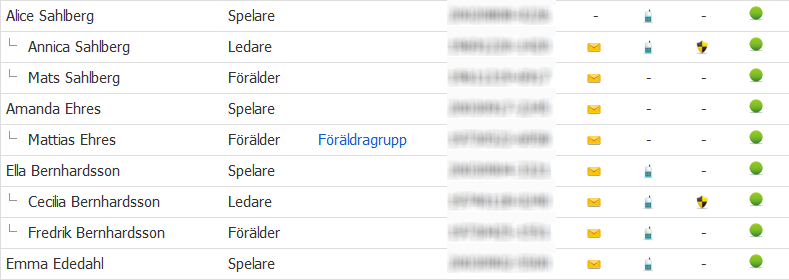 Alice Sahlberg Spelare - -
Annica Sahlberg Ledare
Mats Sahlberg Förälder - -
Amanda Ehres Spelare
Mattias Ehres Förälder Föräldragrupp - -
Ella Bernhardsson Spelare -
Cecilia Bernhardsson Ledare
Fredrik Bernhardsson Förälder -
Emma Ededahl Spelare -